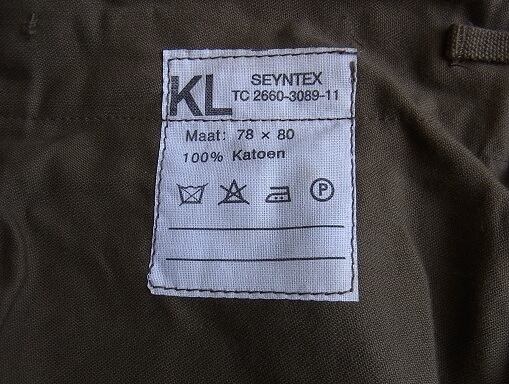 KL
SEYNTEX
TC 2660-3089-11
Maat: 78 × 80
100% Katoen
P